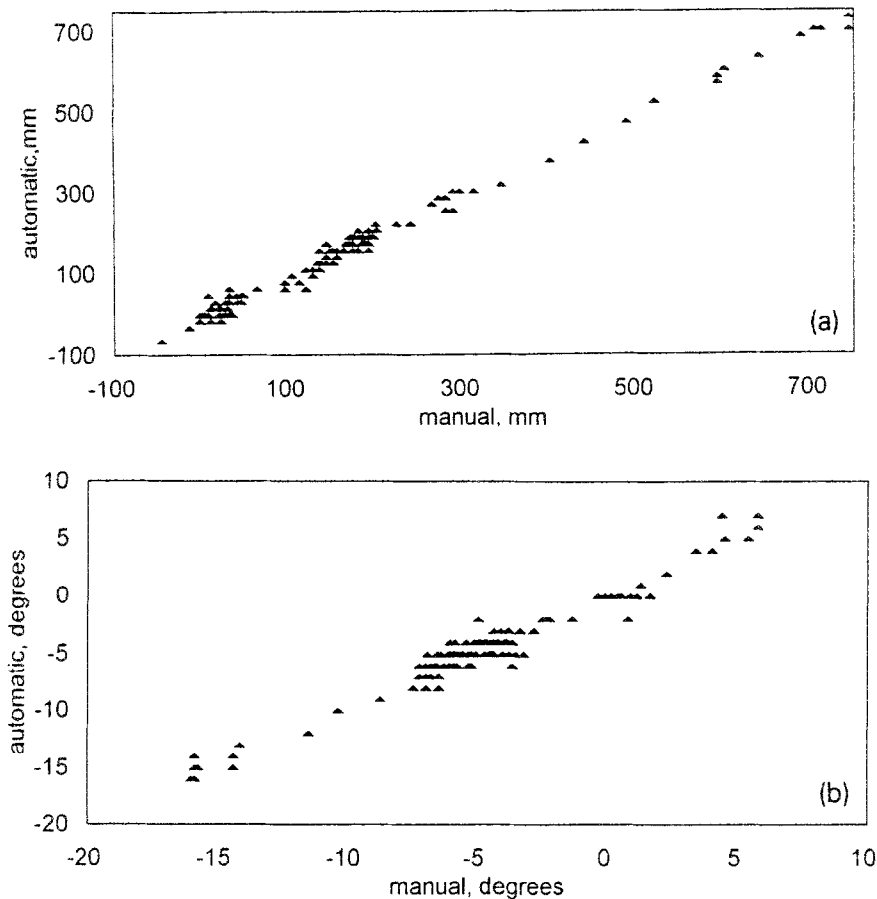 700
500
300
100
-100
automatic,mm
(a)
-100 100 300 500 700
manual, mm
10
5
0
-5
-10
-15
-20
automatic, degrees
(b)
-20 -15 -10 -5 0 5 10
manual, degrees